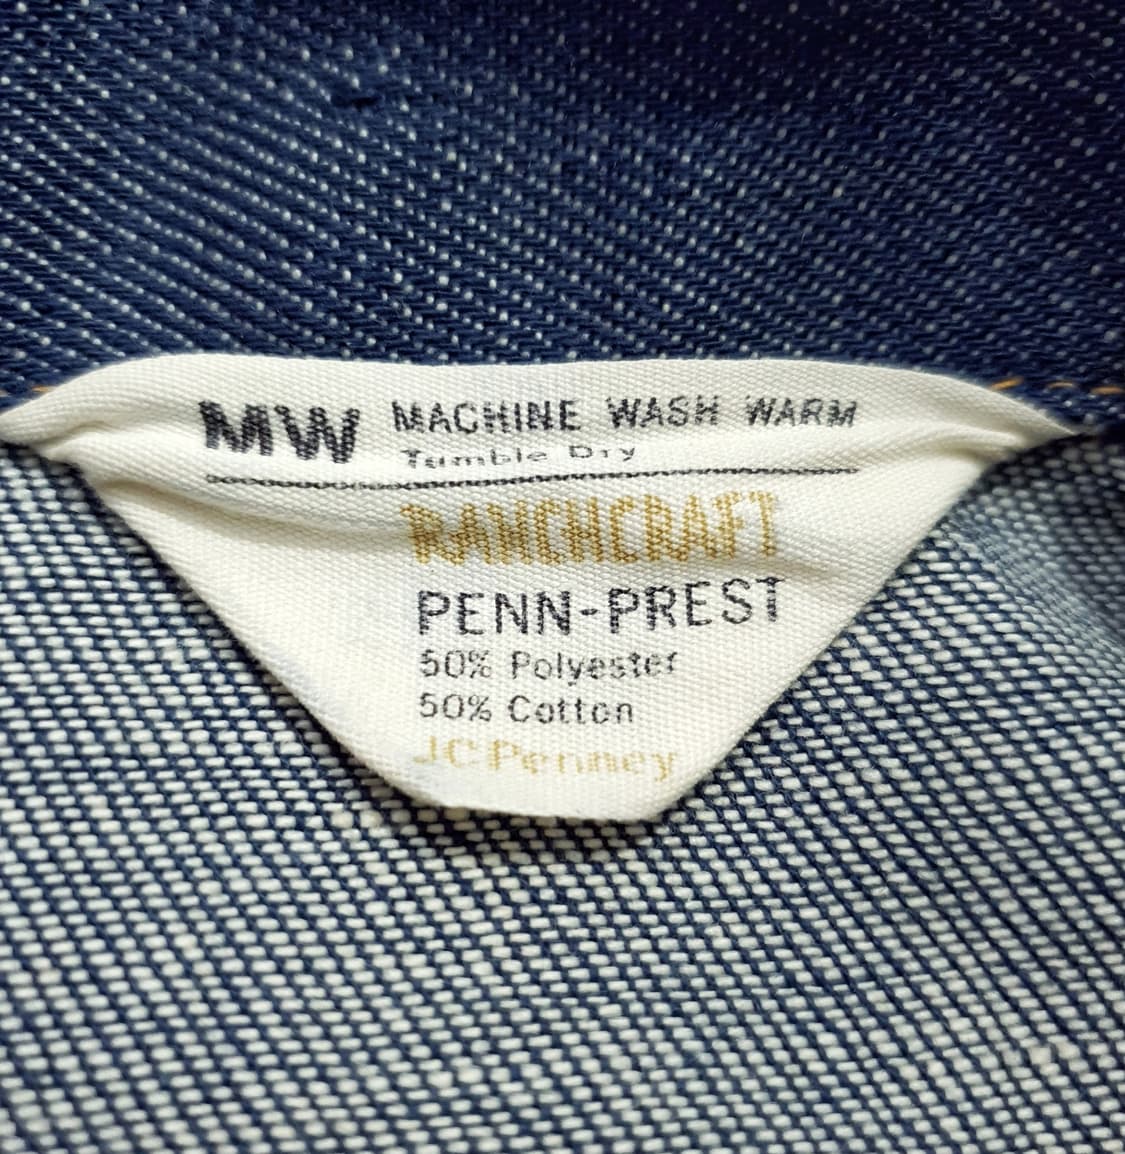 MW MACHINE WASH WARM
Tumble Dry
RANCHCRAFT
PENN-PREST
50% Polyester
50% Cotton
JCPenney